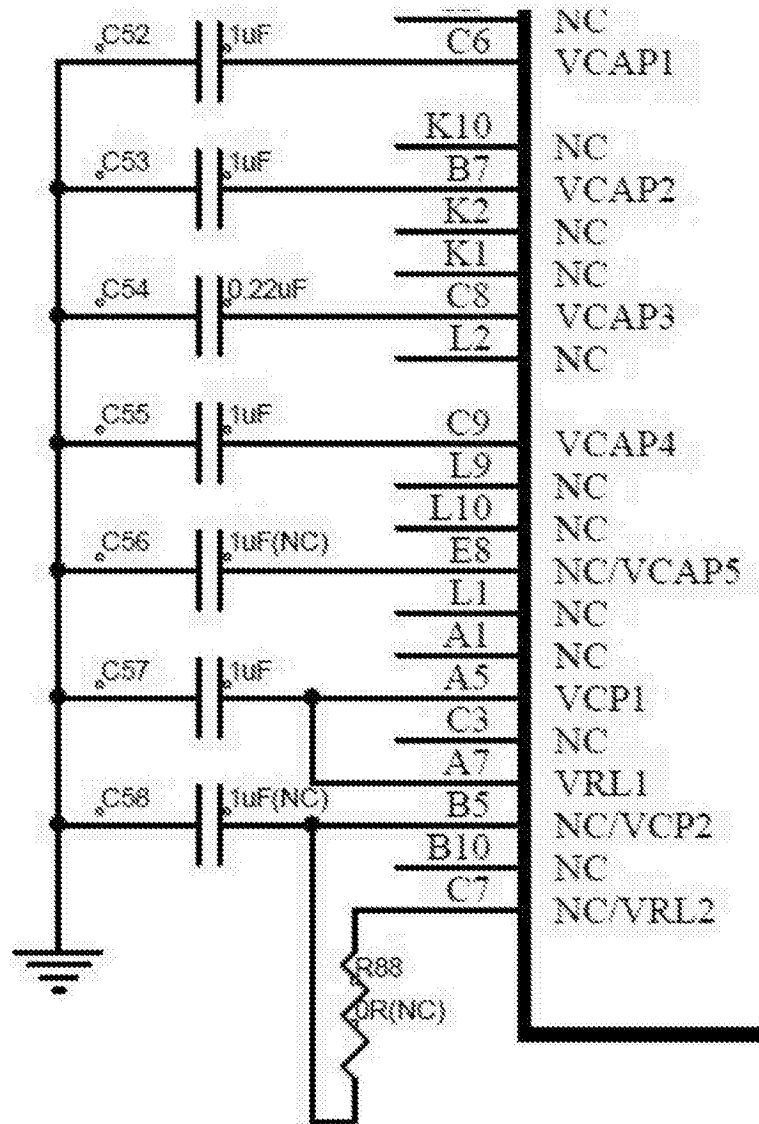 NC
C52 1uF C6 VCAP1
K10 NC
C53 1uF B7 VCAP2
K2 NC
K1 NC
C54 0.22uF C8 VCAP3
L2 NC
C55 1uF C9 VCAP4
L9 NC
L10 NC
C56 1uF(NC) E8 NC/VCAP5
L1 NC
A1 NC
C57 1uF A5 VCP1
C3 NC
A7 VRL1
C58 1uF(NC) B5 NC/VCP2
B10 NC
C7 NC/VRL2
R88
0R(NC)